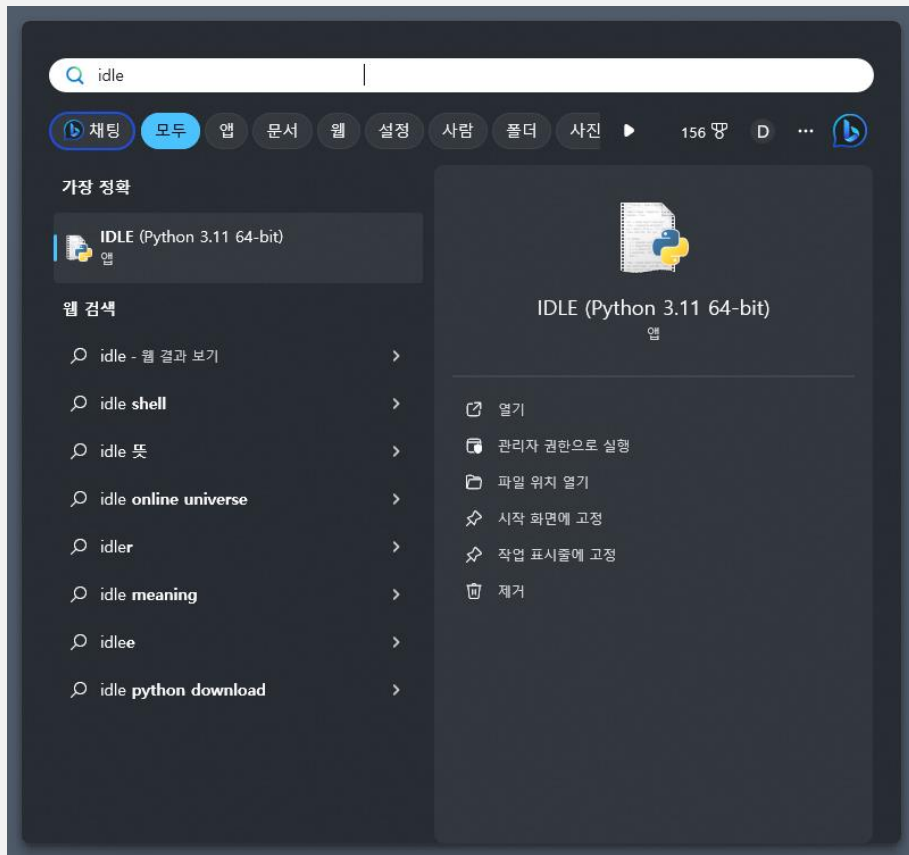 idle
채팅 모두 앱 문서 웹 설정 사람 폴더 사진 156 D ...
가장 정확
IDLE (Python 3.11 64-bit)
앱
웹 검색
idle - 웹 결과 보기
idle shell
idle 뜻
idle online universe
idler
idle meaning
idlee
idle python download
IDLE (Python 3.11 64-bit)
앱
열기
관리자 권한으로 실행
파일 위치 열기
시작 화면에 고정
작업 표시줄에 고정
제거